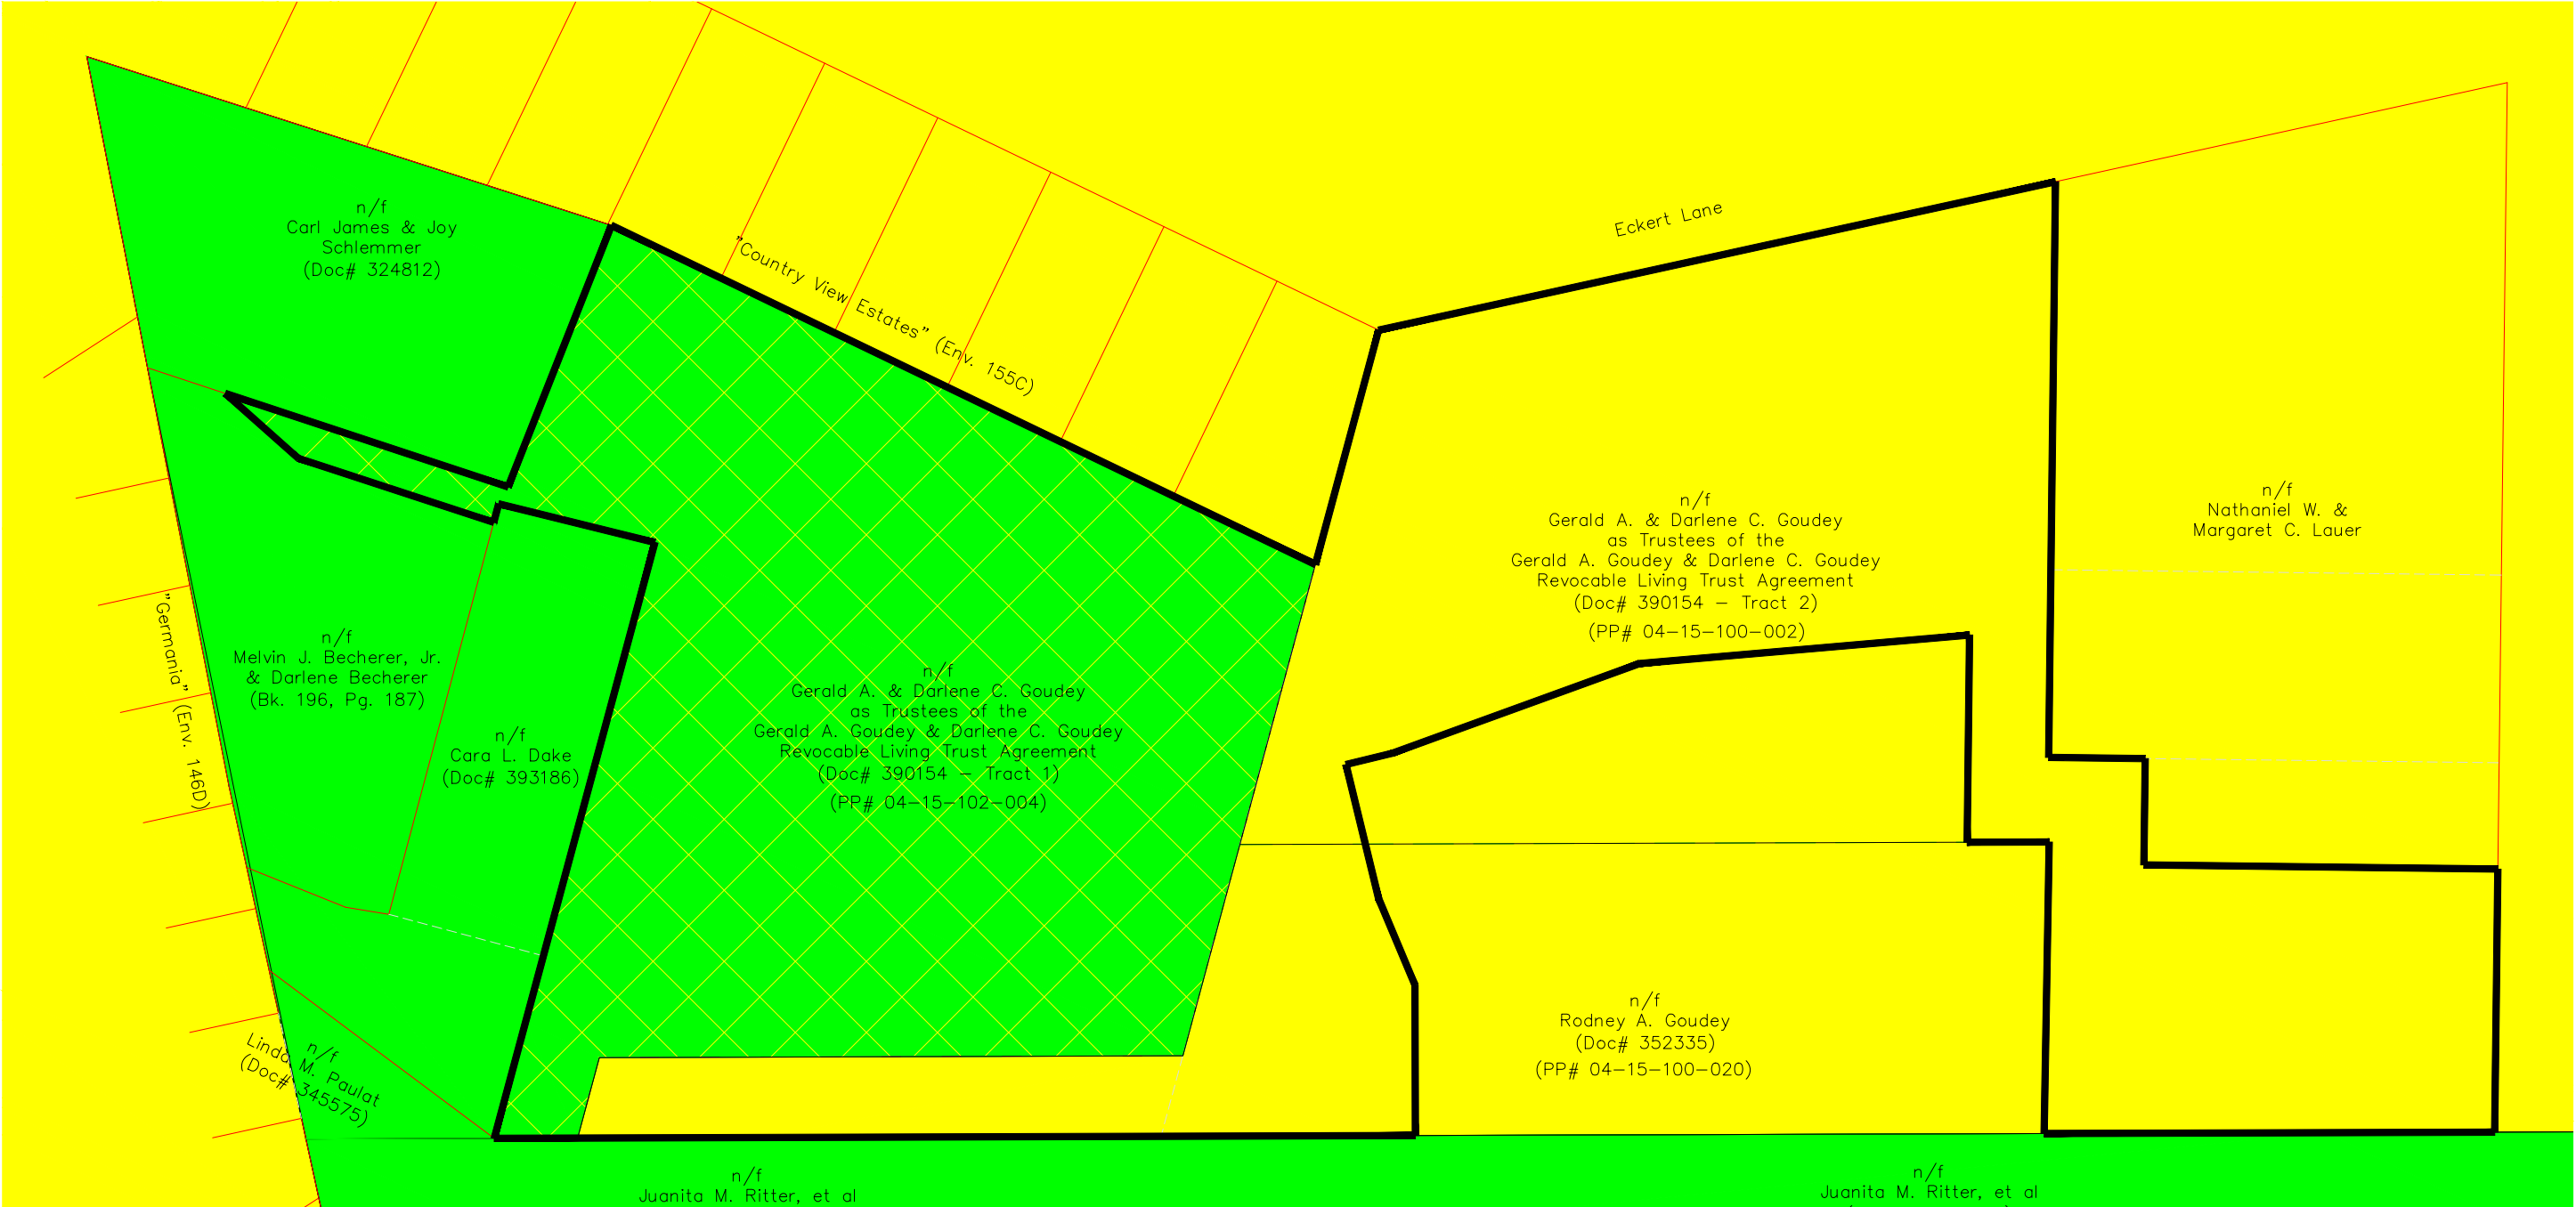 n/f
Carl James & Joy
Schlemmer
(Doc# 324812)
"Country View Estates" (Env. 155C)
Eckert Lane
n/f
Gerald A. & Darlene C. Goudey
as Trustees of the
Gerald A. Goudey & Darlene C. Goudey
Revocable Living Trust Agreement
(Doc# 390154 – Tract 2)
(PP# 04–15–100–002)
n/f
Nathaniel W. &
Margaret C. Lauer
"Germania" (Env. 146D)
n/f
Melvin J. Becherer, Jr.
& Darlene Becherer
(Bk. 196, Pg. 187)
n/f
Cara L. Dake
(Doc# 393186)
n/f
Gerald A. & Darlene C. Goudey
as Trustees of the
Gerald A. Goudey & Darlene C. Goudey
Revocable Living Trust Agreement
(Doc# 390154 – Tract 1)
(PP# 04–15–102–004)
n/f
Linda M. Paulat
(Doc# 345575)
n/f
Rodney A. Goudey
(Doc# 352335)
(PP# 04–15–100–020)
n/f
Juanita M. Ritter, et al
n/f
Juanita M. Ritter, et al